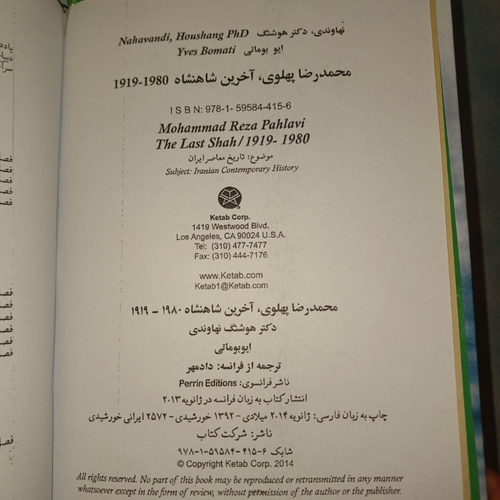 Nahavandi, Houshang PhD نهاوندی، دکتر هوشنگ
Yves Bomati ایو بوماتی
محمدرضا پهلوی، آخرین شاهنشاه 1980-1919
ISBN: 978-1- 59584-415-6
Mohammad Reza Pahlavi
The Last Shah/1919- 1980
موضوع: تاریخ معاصر ایران
Subject: Iranian Contemporary History
Ketab Corp.
1419 Westwood Blvd.
Los Angeles, CA 90024 U.S.A.
Tel: (310) 477-7477
Fax: (310) 444-7176
www.Ketab.com
Ketab1@Ketab.com
محمدرضا پهلوی، آخرین شاهنشاه ۱۹۸۰ – ۱۹۱۹
دکتر هوشنگ نهاوندی
ایوبوماتی
ترجمه از فرانسه: دادمهر
ناشر فرانسوی: Perrin Editions
انتشار کتاب به زبان فرانسه در ژانویه ۲۰۱۳
چاپ به زبان فارسی: ژانویه ۲۰۱۴ میلادی - ۱۳۹۲ خورشیدی - ۲۵۷۲ ایرانی خورشیدی
ناشر: شرکت کتاب
شابک ۶-۴۱۵-۵۹۵۸۴-۱-۹۷۸
© Copyright Ketab Corp. 2014
All rights reserved. No part of this book may be reproduced or retransmitted in any manner
whatsoever except in the form of review, without permission of the author or the publisher.